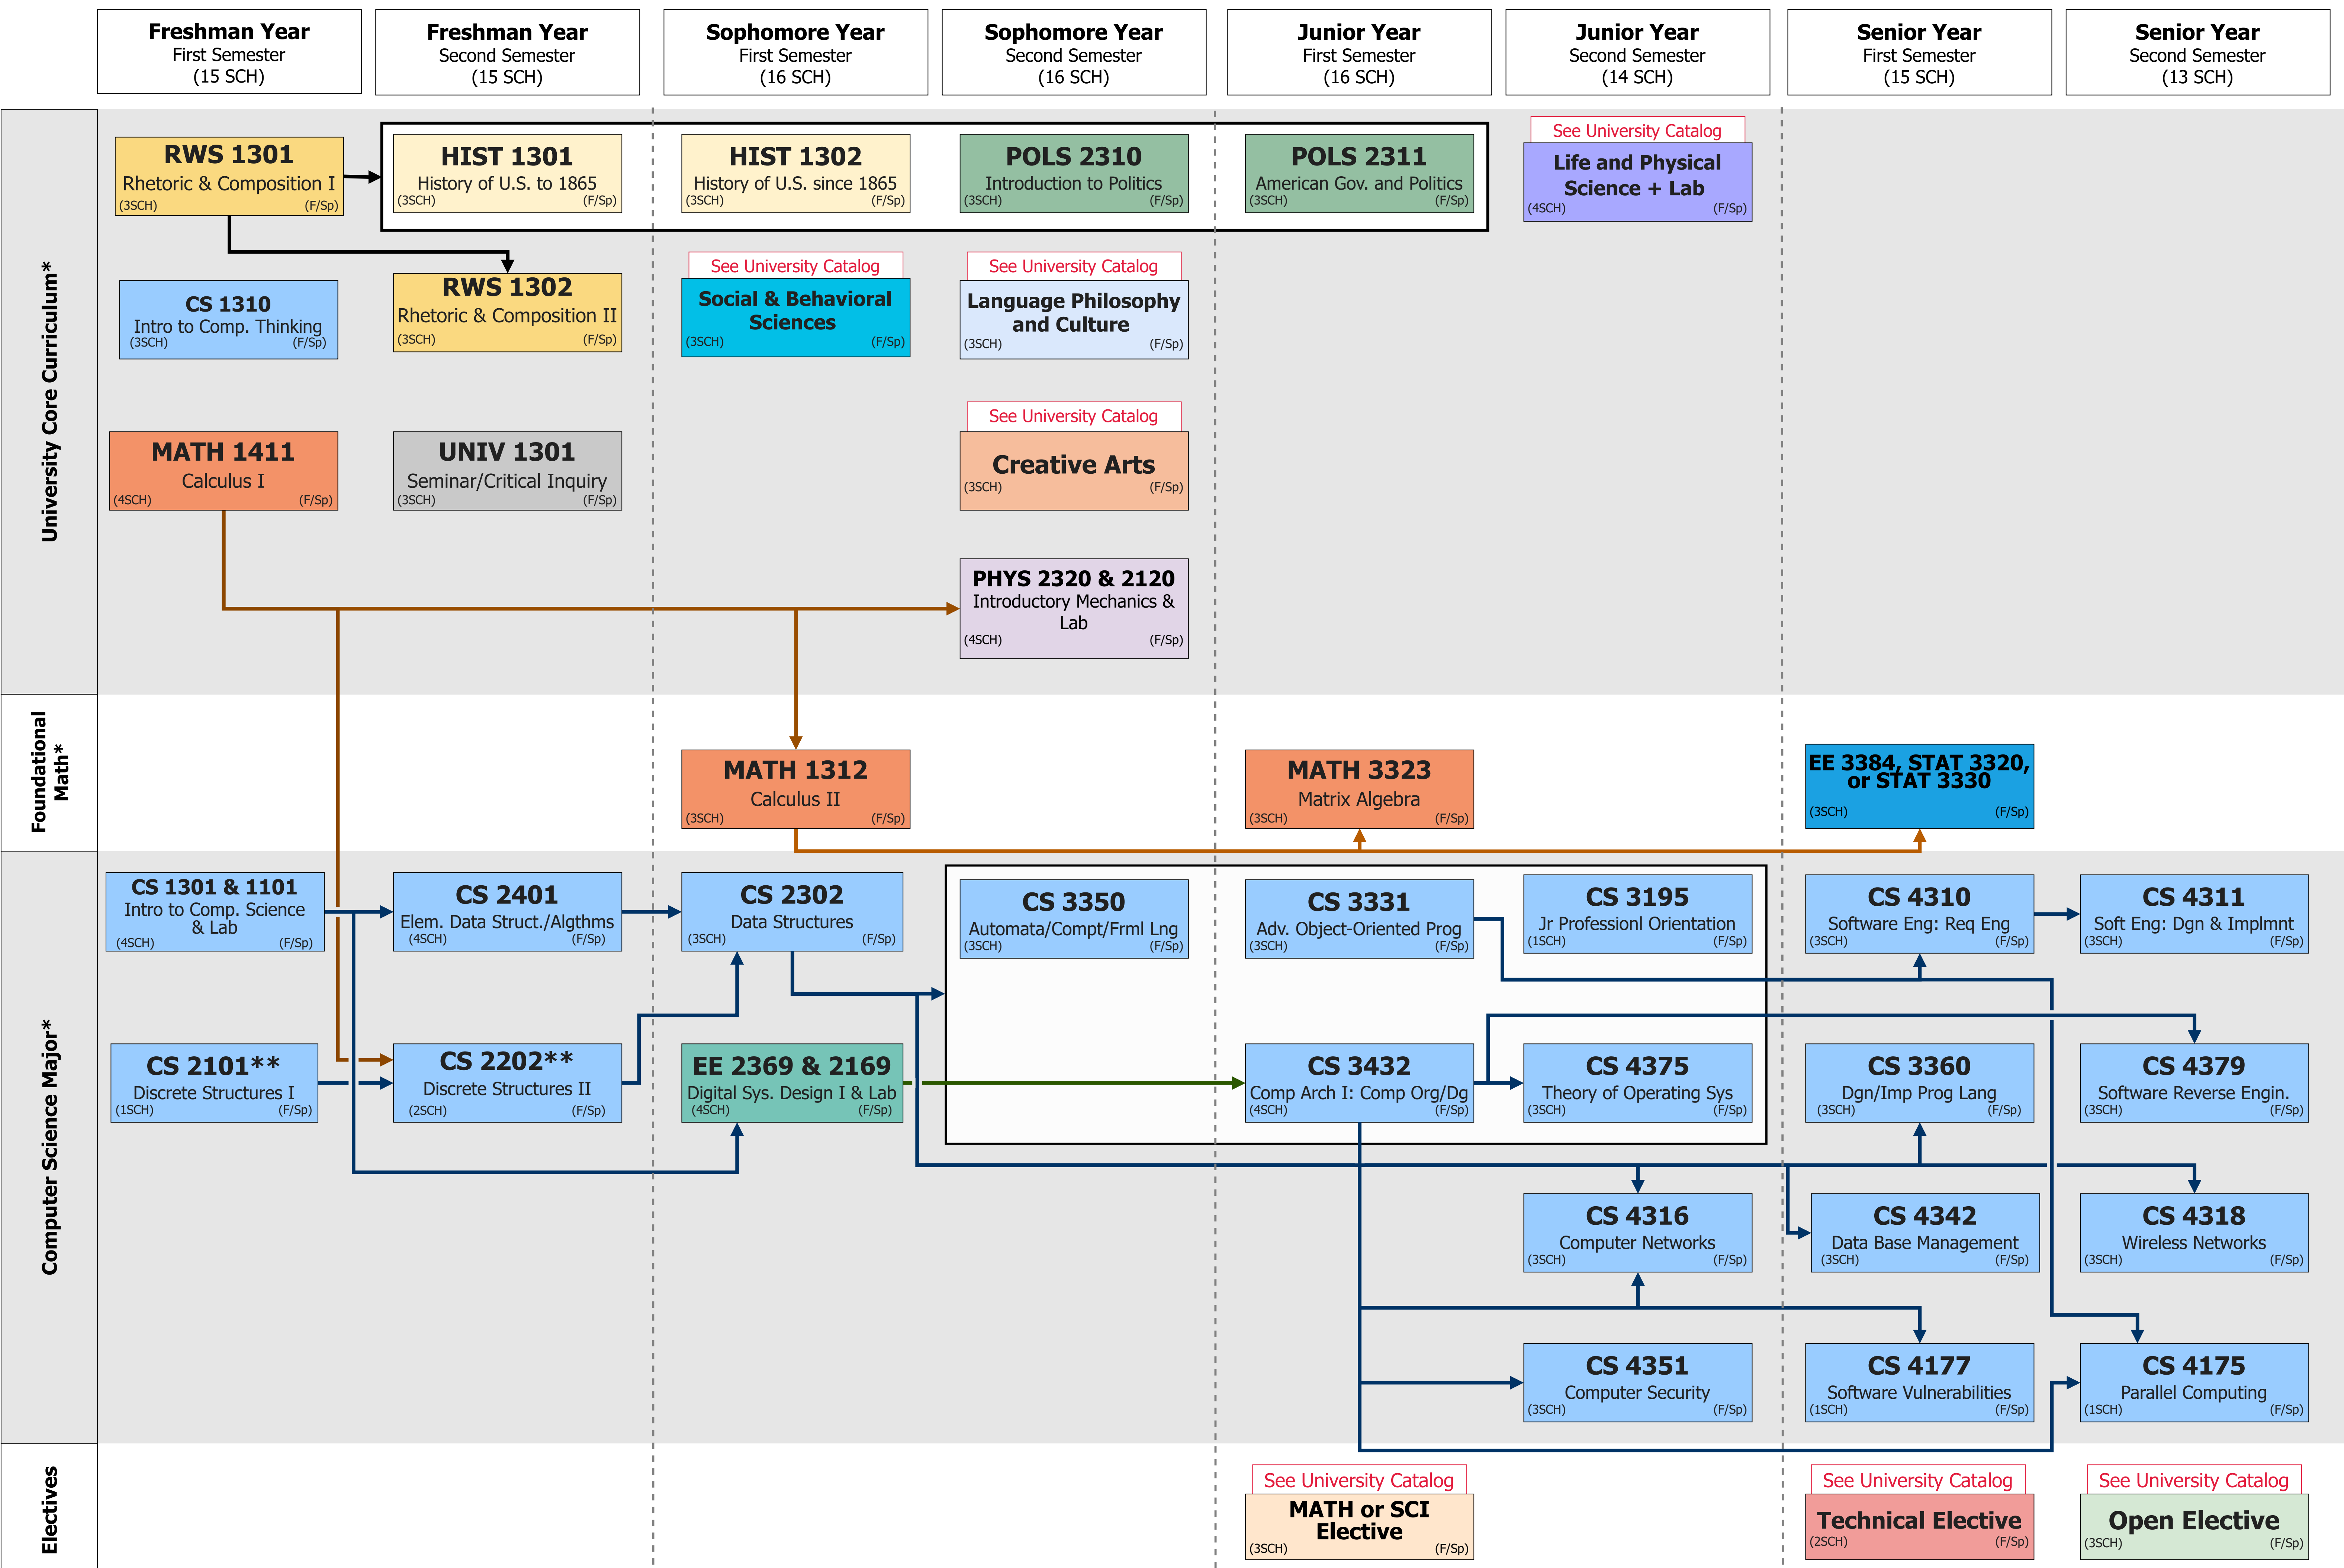 Freshman Year
First Semester
(15 SCH)
Freshman Year
Second Semester
(15 SCH)
Sophomore Year
First Semester
(16 SCH)
Sophomore Year
Second Semester
(16 SCH)
Junior Year
First Semester
(16 SCH)
Junior Year
Second Semester
(14 SCH)
Senior Year
First Semester
(15 SCH)
Senior Year
Second Semester
(13 SCH)
University Core Curriculum*
RWS 1301
Rhetoric & Composition I
(3SCH) (F/Sp)
HIST 1301
History of U.S. to 1865
(3SCH) (F/Sp)
HIST 1302
History of U.S. since 1865
(3SCH) (F/Sp)
POLS 2310
Introduction to Politics
(3SCH) (F/Sp)
POLS 2311
American Gov. and Politics
(3SCH) (F/Sp)
See University Catalog
Life and Physical
Science + Lab
(4SCH) (F/Sp)
CS 1310
Intro to Comp. Thinking
(3SCH) (F/Sp)
RWS 1302
Rhetoric & Composition II
(3SCH) (F/Sp)
See University Catalog
Social & Behavioral
Sciences
(3SCH) (F/Sp)
See University Catalog
Language Philosophy
and Culture
(3SCH) (F/Sp)
MATH 1411
Calculus I
(4SCH) (F/Sp)
UNIV 1301
Seminar/Critical Inquiry
(3SCH) (F/Sp)
See University Catalog
Creative Arts
(3SCH) (F/Sp)
PHYS 2320 & 2120
Introductory Mechanics &
Lab
(4SCH) (F/Sp)
Foundational
Math*
MATH 1312
Calculus II
(3SCH) (F/Sp)
MATH 3323
Matrix Algebra
(3SCH) (F/Sp)
EE 3384, STAT 3320,
or STAT 3330
(3SCH) (F/Sp)
Computer Science Major*
CS 1301 & 1101
Intro to Comp. Science
& Lab
(4SCH) (F/Sp)
CS 2401
Elem. Data Struct./Algthms
(4SCH) (F/Sp)
CS 2302
Data Structures
(3SCH) (F/Sp)
CS 3350
Automata/Compt/Frml Lng
(3SCH) (F/Sp)
CS 3331
Adv. Object-Oriented Prog
(3SCH) (F/Sp)
CS 3195
Jr Professionl Orientation
(1SCH) (F/Sp)
CS 4310
Software Eng: Req Eng
(3SCH) (F/Sp)
CS 4311
Soft Eng: Dgn & Implmnt
(3SCH) (F/Sp)
CS 2101**
Discrete Structures I
(1SCH) (F/Sp)
CS 2202**
Discrete Structures II
(2SCH) (F/Sp)
EE 2369 & 2169
Digital Sys. Design I & Lab
(4SCH) (F/Sp)
CS 3432
Comp Arch I: Comp Org/Dg
(4SCH) (F/Sp)
CS 4375
Theory of Operating Sys
(3SCH) (F/Sp)
CS 3360
Dgn/Imp Prog Lang
(3SCH) (F/Sp)
CS 4379
Software Reverse Engin.
(3SCH) (F/Sp)
CS 4316
Computer Networks
(3SCH) (F/Sp)
CS 4342
Data Base Management
(3SCH) (F/Sp)
CS 4318
Wireless Networks
(3SCH) (F/Sp)
CS 4351
Computer Security
(3SCH) (F/Sp)
CS 4177
Software Vulnerabilities
(1SCH) (F/Sp)
CS 4175
Parallel Computing
(1SCH) (F/Sp)
Electives
See University Catalog
MATH or SCI
Elective
(3SCH) (F/Sp)
See University Catalog
Technical Elective
(2SCH) (F/Sp)
See University Catalog
Open Elective
(3SCH) (F/Sp)